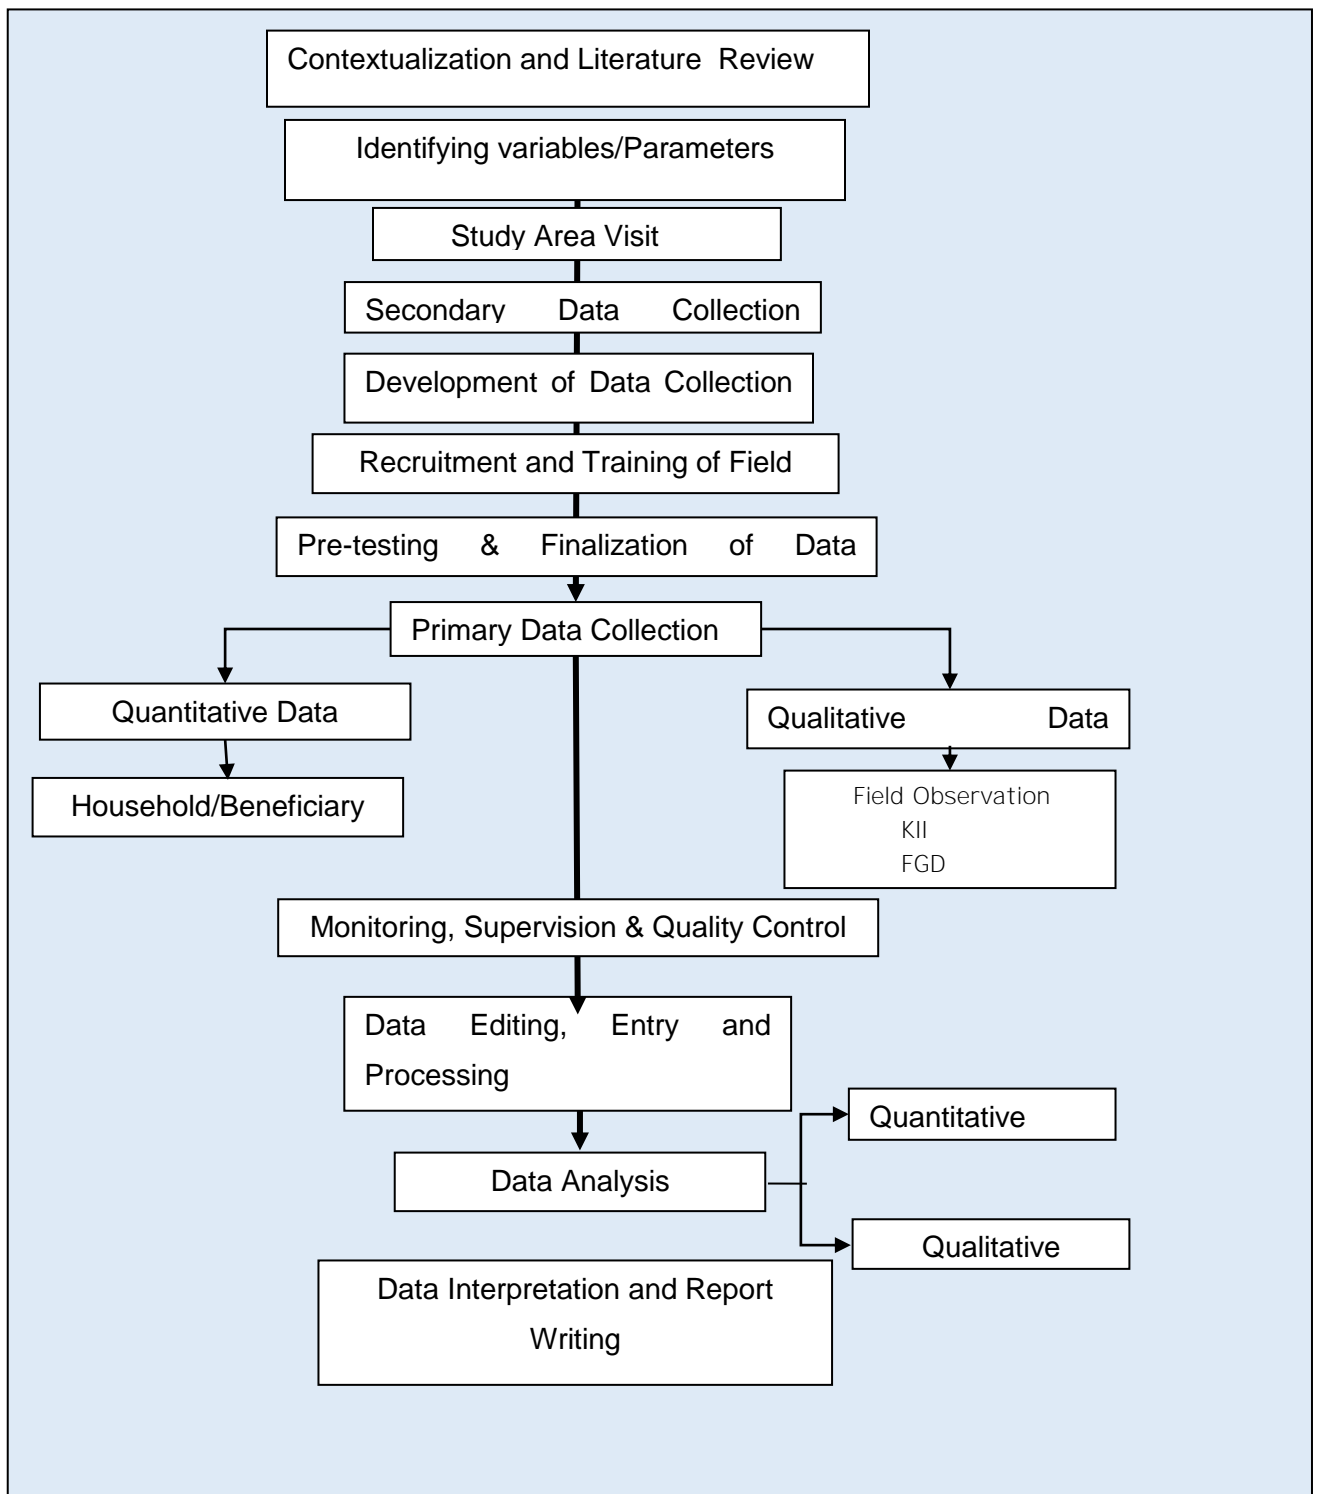 Contextualization and Literature Review
Identifying variables/Parameters
Study Area Visit
Secondary Data Collection
Development of Data Collection
Recruitment and Training of Field
Pre-testing & Finalization of Data
Primary Data Collection
Quantitative Data
Qualitative Data
Household/Beneficiary
Field Observation
KII
FGD
Monitoring, Supervision & Quality Control
Data Editing, Entry and
Processing
Quantitative
Data Analysis
Qualitative
Data Interpretation and Report
Writing